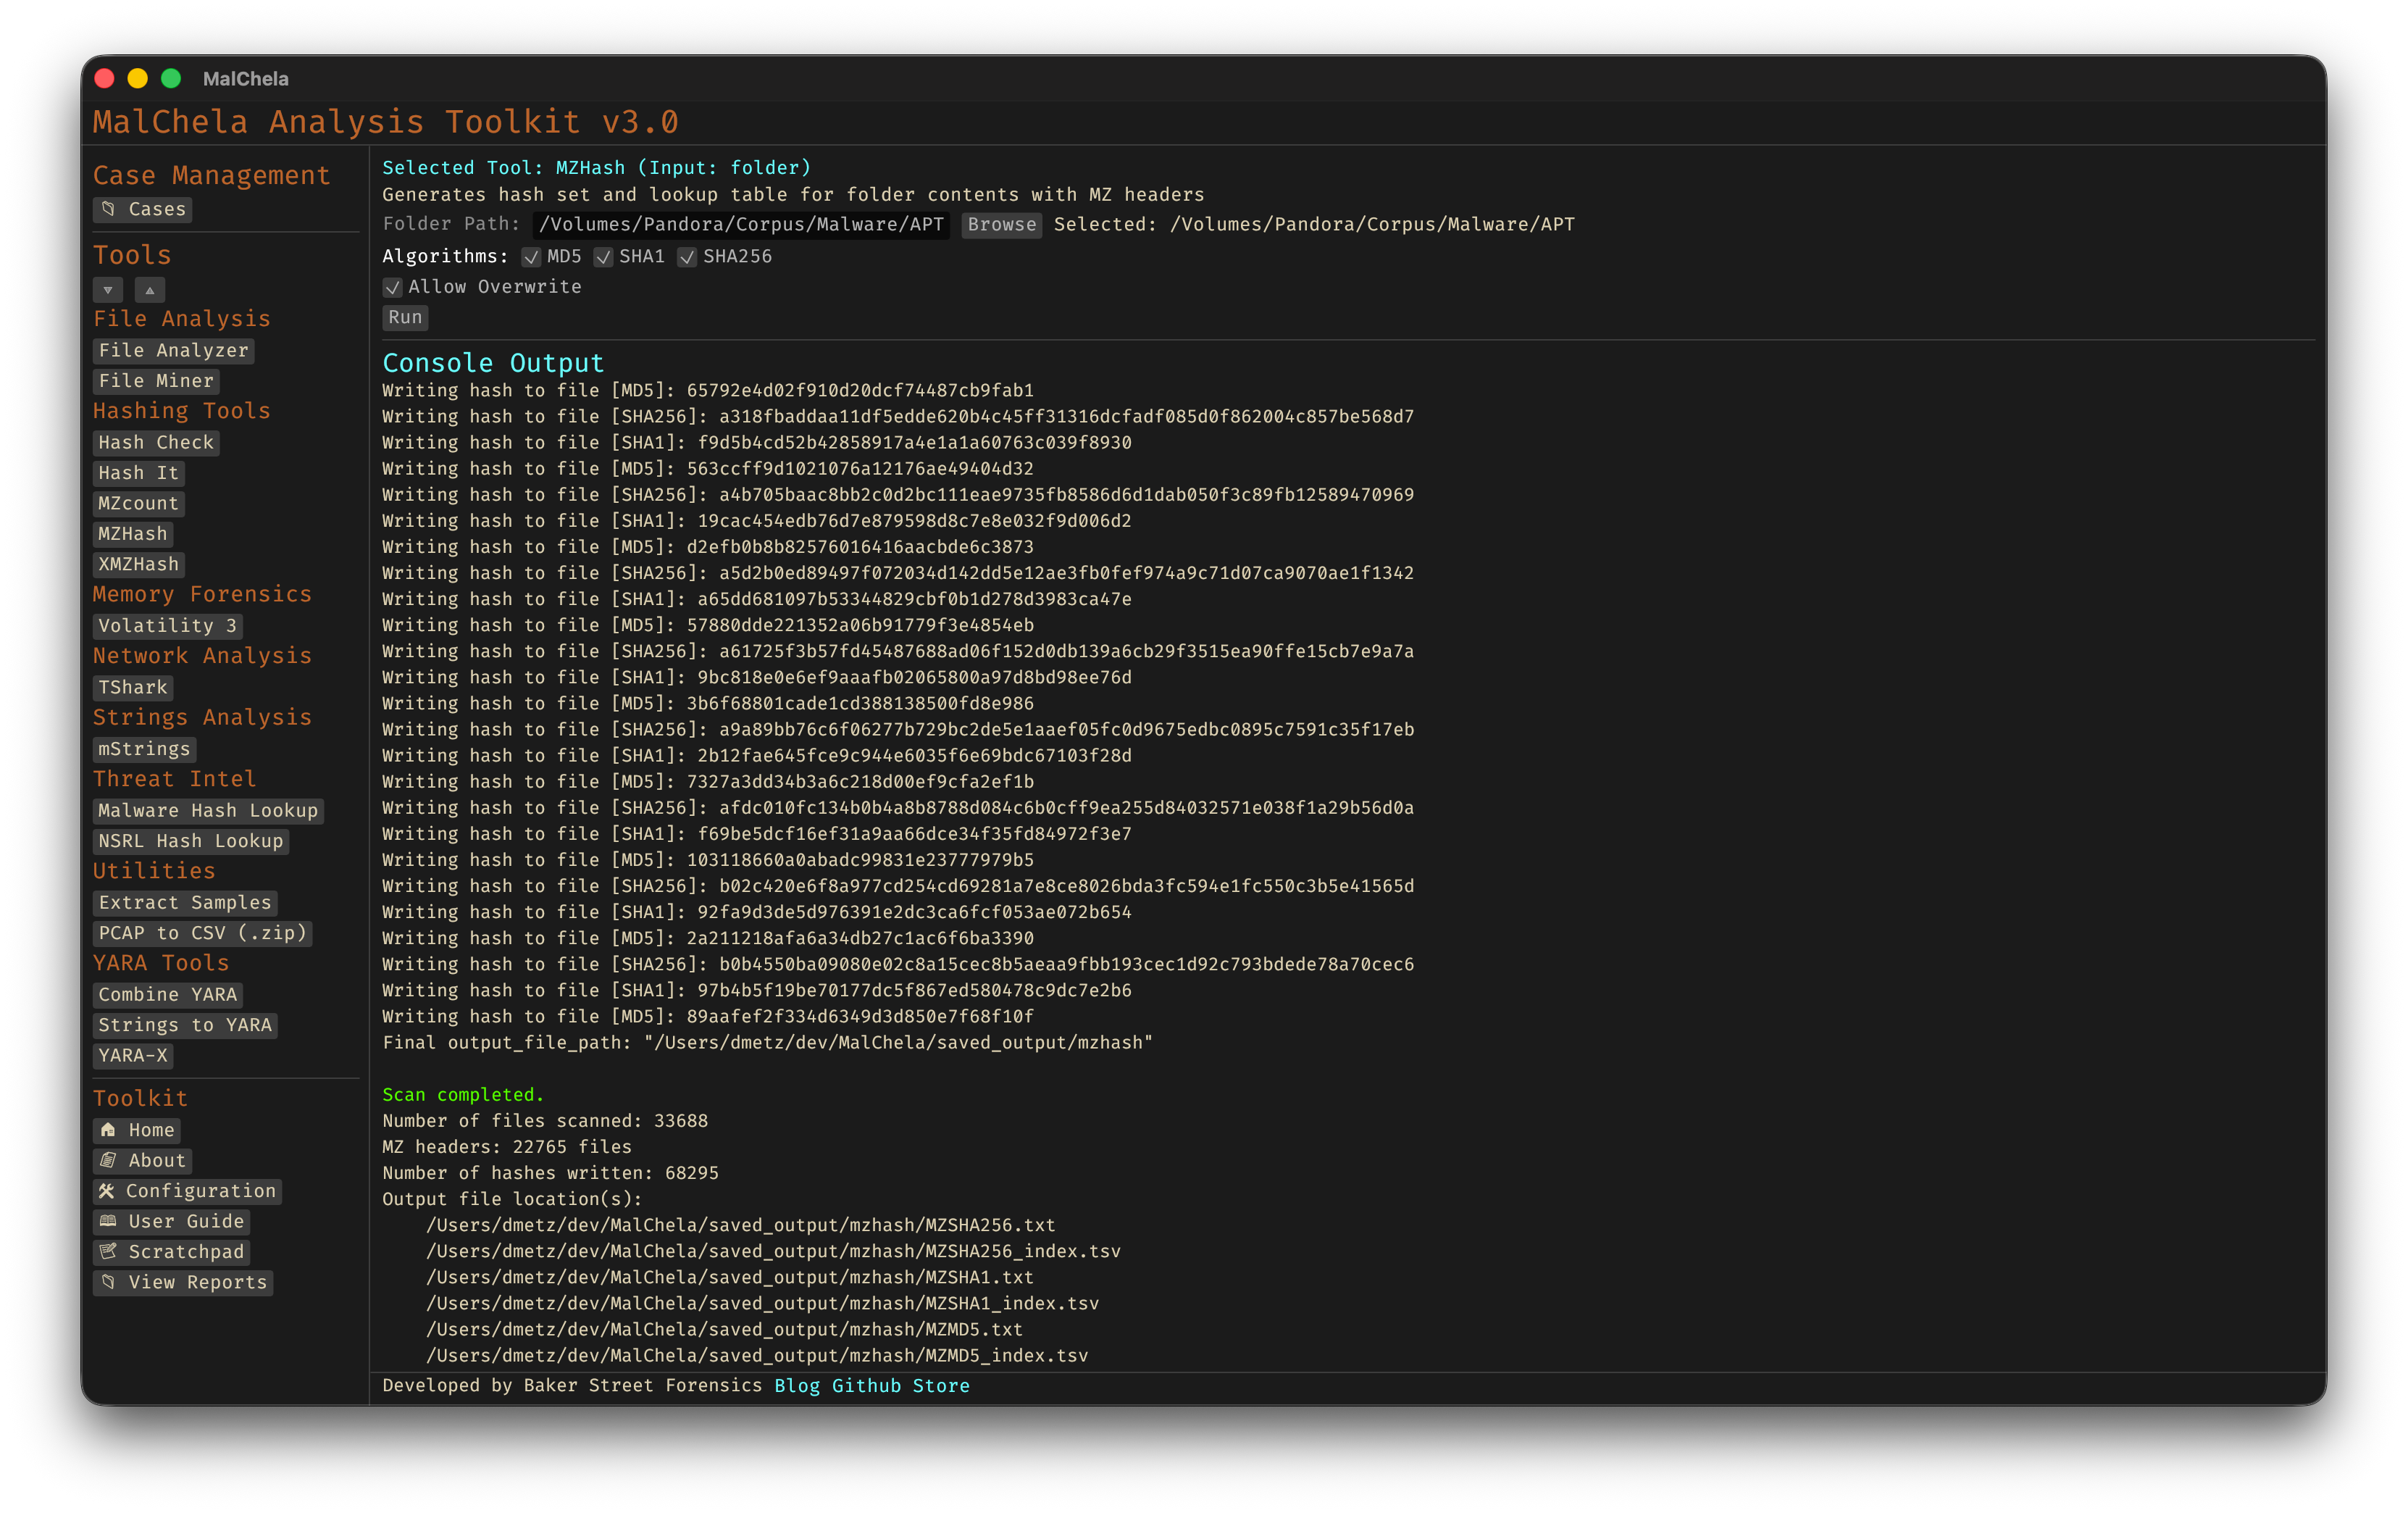 MalChela
MalChela Analysis Toolkit v3.0
Case Management
Cases
Tools
File Analysis
File Analyzer
File Miner
Hashing Tools
Hash Check
Hash It
MZcount
MZHash
XMZHash
Memory Forensics
Volatility 3
Network Analysis
TShark
Strings Analysis
mStrings
Threat Intel
Malware Hash Lookup
NSRL Hash Lookup
Utilities
Extract Samples
PCAP to CSV (.zip)
YARA Tools
Combine YARA
Strings to YARA
YARA-X
Toolkit
Home
About
Configuration
User Guide
Scratchpad
View Reports
Selected Tool: MZHash (Input: folder)
Generates hash set and lookup table for folder contents with MZ headers
Folder Path: /Volumes/Pandora/Corpus/Malware/APT Browse Selected: /Volumes/Pandora/Corpus/Malware/APT
Algorithms: MD5 SHA1 SHA256
Allow Overwrite
Run
Console Output
Writing hash to file [MD5]: 65792e4d02f910d20dcf74487cb9fab1
Writing hash to file [SHA256]: a318fbaddaa11df5edde620b4c45ff31316dcfadf085d0f862004c857be568d7
Writing hash to file [SHA1]: f9d5b4cd52b42858917a4e1a1a60763c039f8930
Writing hash to file [MD5]: 563ccff9d1021076a12176ae49404d32
Writing hash to file [SHA256]: a4b705baac8bb2c0d2bc111eae9735fb8586d6d1dab050f3c89fb12589470969
Writing hash to file [SHA1]: 19cac454edb76d7e879598d8c7e8e032f9d006d2
Writing hash to file [MD5]: d2efb0b8b82576016416aacbde6c3873
Writing hash to file [SHA256]: a5d2b0ed89497f072034d142dd5e12ae3fb0fef974a9c71d07ca9070ae1f1342
Writing hash to file [SHA1]: a65dd681097b53344829cbf0b1d278d3983ca47e
Writing hash to file [MD5]: 57880dde221352a06b91779f3e4854eb
Writing hash to file [SHA256]: a61725f3b57fd45487688ad06f152d0db139a6cb29f3515ea90ffe15cb7e9a7a
Writing hash to file [SHA1]: 9bc818e0e6ef9aaafb02065800a97d8bd98ee76d
Writing hash to file [MD5]: 3b6f68801cade1cd388138500fd8e986
Writing hash to file [SHA256]: a9a89bb76c6f06277b729bc2de5e1aaef05fc0d9675edbc0895c7591c35f17eb
Writing hash to file [SHA1]: 2b12fae645fce9c944e6035f6e69bdc67103f28d
Writing hash to file [MD5]: 7327a3dd34b3a6c218d00ef9cfa2ef1b
Writing hash to file [SHA256]: afdc010fc134b0b4a8b8788d084c6b0cff9ea255d84032571e038f1a29b56d0a
Writing hash to file [SHA1]: f69be5dcf16ef31a9aa66dce34f35fd84972f3e7
Writing hash to file [MD5]: 103118660a0abadc99831e23777979b5
Writing hash to file [SHA256]: b02c420e6f8a977cd254cd69281a7e8ce8026bda3fc594e1fc550c3b5e41565d
Writing hash to file [SHA1]: 92fa9d3de5d976391e2dc3ca6fcf053ae072b654
Writing hash to file [MD5]: 2a211218afa6a34db27c1ac6f6ba3390
Writing hash to file [SHA256]: b0b4550ba09080e02c8a15cec8b5aeaa9fbb193cec1d92c793bdede78a70cec6
Writing hash to file [SHA1]: 97b4b5f19be70177dc5f867ed580478c9dc7e2b6
Writing hash to file [MD5]: 89aafef2f334d6349d3d850e7f68f10f
Final output_file_path: "/Users/dmetz/dev/MalChela/saved_output/mzhash"
Scan completed.
Number of files scanned: 33688
MZ headers: 22765 files
Number of hashes written: 68295
Output file location(s):
/Users/dmetz/dev/MalChela/saved_output/mzhash/MZSHA256.txt
/Users/dmetz/dev/MalChela/saved_output/mzhash/MZSHA256_index.tsv
/Users/dmetz/dev/MalChela/saved_output/mzhash/MZSHA1.txt
/Users/dmetz/dev/MalChela/saved_output/mzhash/MZSHA1_index.tsv
/Users/dmetz/dev/MalChela/saved_output/mzhash/MZMD5.txt
/Users/dmetz/dev/MalChela/saved_output/mzhash/MZMD5_index.tsv
Developed by Baker Street Forensics Blog Github Store